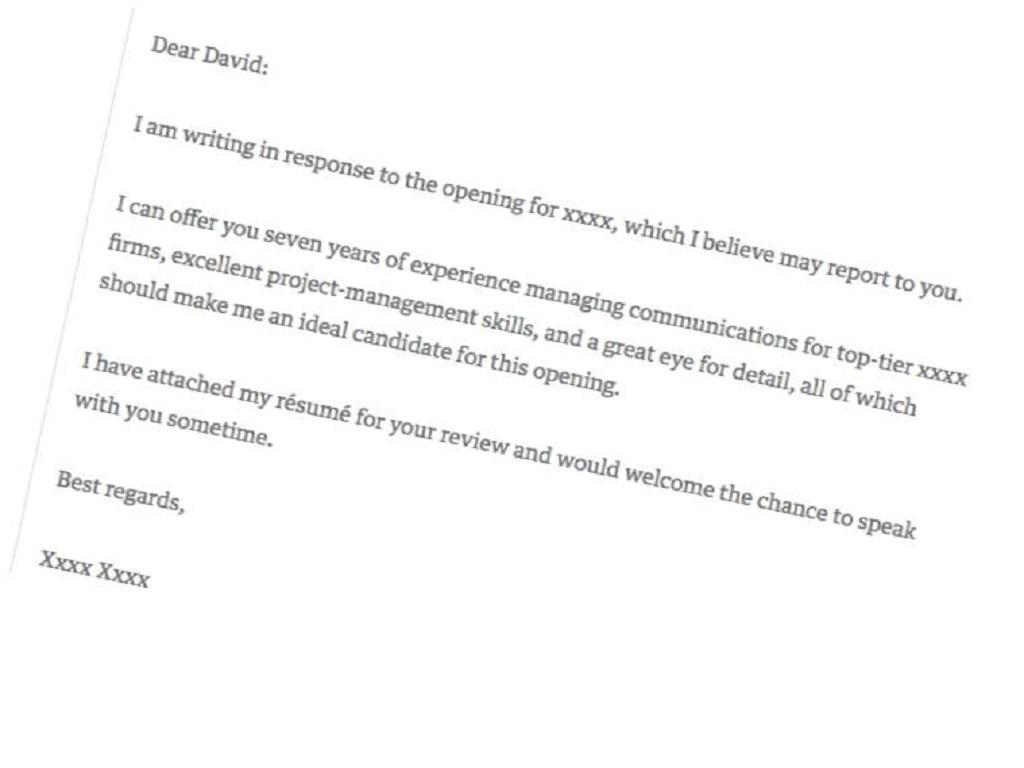 Dear David:
I am writing in response to the opening for xxxx, which I believe may report to you.
I can offer you seven years of experience managing communications for top-tier xxxx
firms, excellent project-management skills, and a great eye for detail, all of which
should make me an ideal candidate for this opening.
I have attached my résumé for your review and would welcome the chance to speak
with you sometime.
Best regards,
Xxxx Xxxx